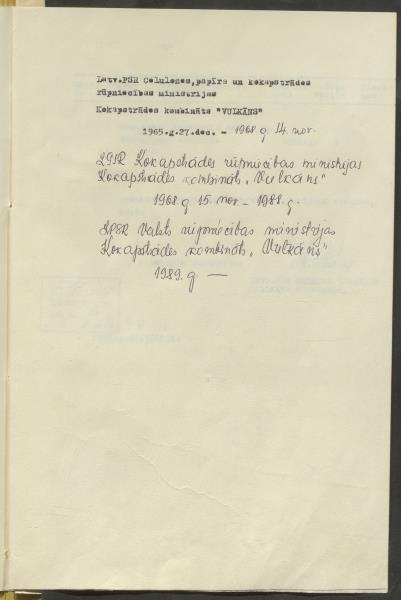 Latv.PSR Celulozes,papīra un kokapstrādes
rūpniecības ministrijas
Kokapstrādes kombināts "VULKĀNS"
1965.g.27.dec. - 1968.g. 14. nov.
LPSR Kokapstrādes rūpniecības ministrijas
Kokapstrādes kombināts „Vulkāns"
1968.g. 15 nov - 1988.g.
LPSR Valsts rūpniecības ministrijas
Kokapstrādes kombināts „Vulkāns"
1989.g. —